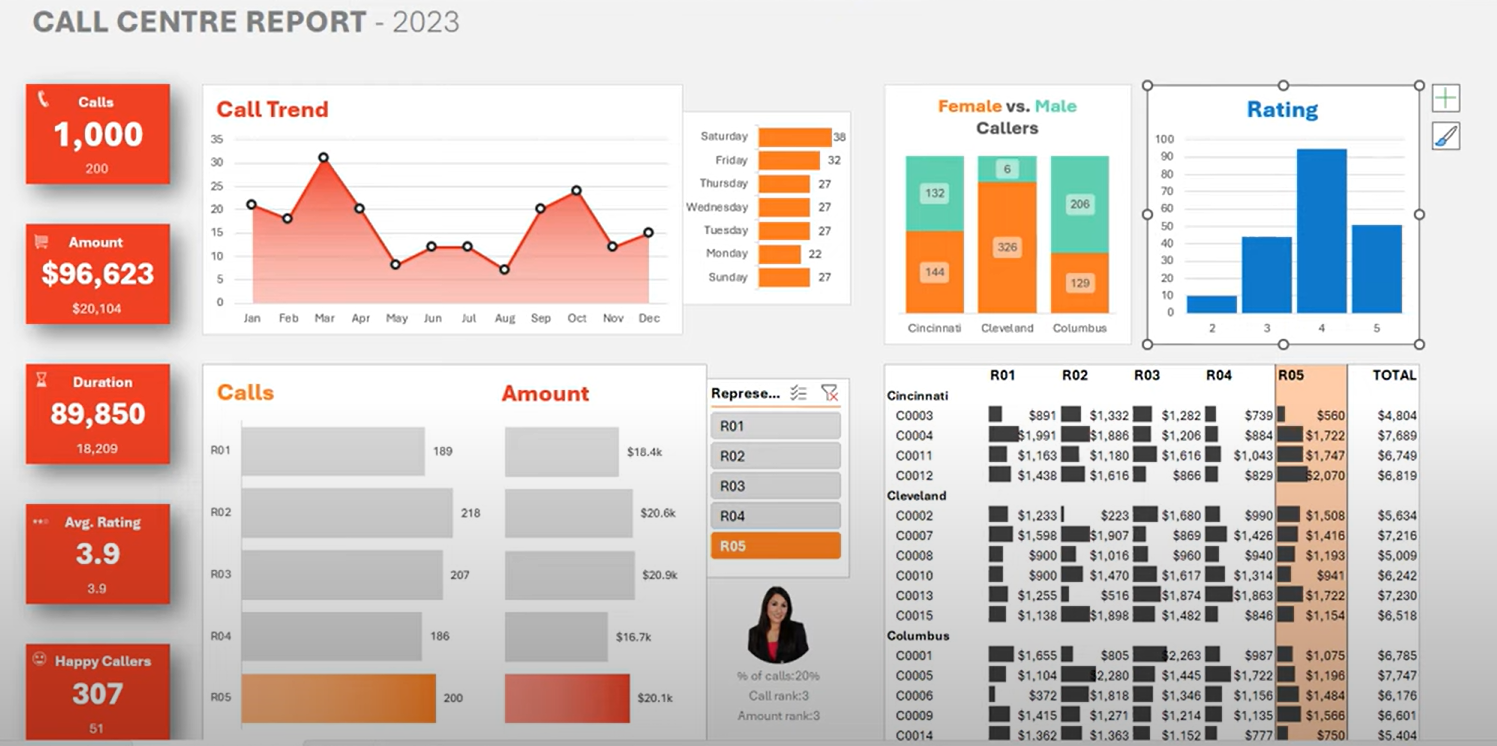 CALL CENTRE REPORT - 2023
Calls
1,000
200
Amount
$96,623
$20,104
Duration
89,850
18,209
Avg. Rating
3.9
3.9
Happy Callers
307
51
Call Trend
35
30
25
20
15
10
5
0
Jan Feb Mar Apr May Jun Jul Aug Sep Oct Nov Dec
Saturday 38
Friday 32
Thursday 27
Wednesday 27
Tuesday 27
Monday 22
Sunday 27
Female vs. Male
Callers
132 6 206
144 326 129
Cincinnati Cleveland Columbus
Rating
100
90
80
70
60
50
40
30
20
10
0
2 3 4 5
Calls Amount
R01 189 $18.4k
R02 218 $20.6k
R03 207 $20.9k
R04 186 $16.7k
R05 200 $20.1k
Represe...
R01
R02
R03
R04
R05
% of calls:20%
Call rank:3
Amount rank:3
R01 R02 R03 R04 R05 TOTAL
Cincinnati
C0003 $891 $1,332 $1,282 $739 $560 $4,804
C0004 $1,991 $1,886 $1,206 $884 $1,722 $7,689
C0011 $1,163 $1,180 $1,616 $1,043 $1,747 $6,749
C0012 $1,438 $1,616 $866 $829 $2,070 $6,819
Cleveland
C0002 $1,233 $223 $1,680 $990 $1,508 $5,634
C0007 $1,598 $1,907 $869 $1,426 $1,416 $7,216
C0008 $900 $1,016 $960 $940 $1,193 $5,009
C0010 $900 $1,470 $1,617 $1,314 $941 $6,242
C0013 $1,255 $516 $1,874 $1,863 $1,722 $7,230
C0015 $1,138 $1,898 $1,482 $846 $1,154 $6,518
Columbus
C0001 $1,655 $805 $2,263 $987 $1,075 $6,785
C0005 $1,104 $2,280 $1,445 $1,722 $1,196 $7,747
C0006 $372 $1,818 $1,346 $1,156 $1,484 $6,176
C0009 $1,415 $1,271 $1,214 $1,135 $1,566 $6,601
C0014 $1,362 $1,363 $1,152 $777 $750 $5,404